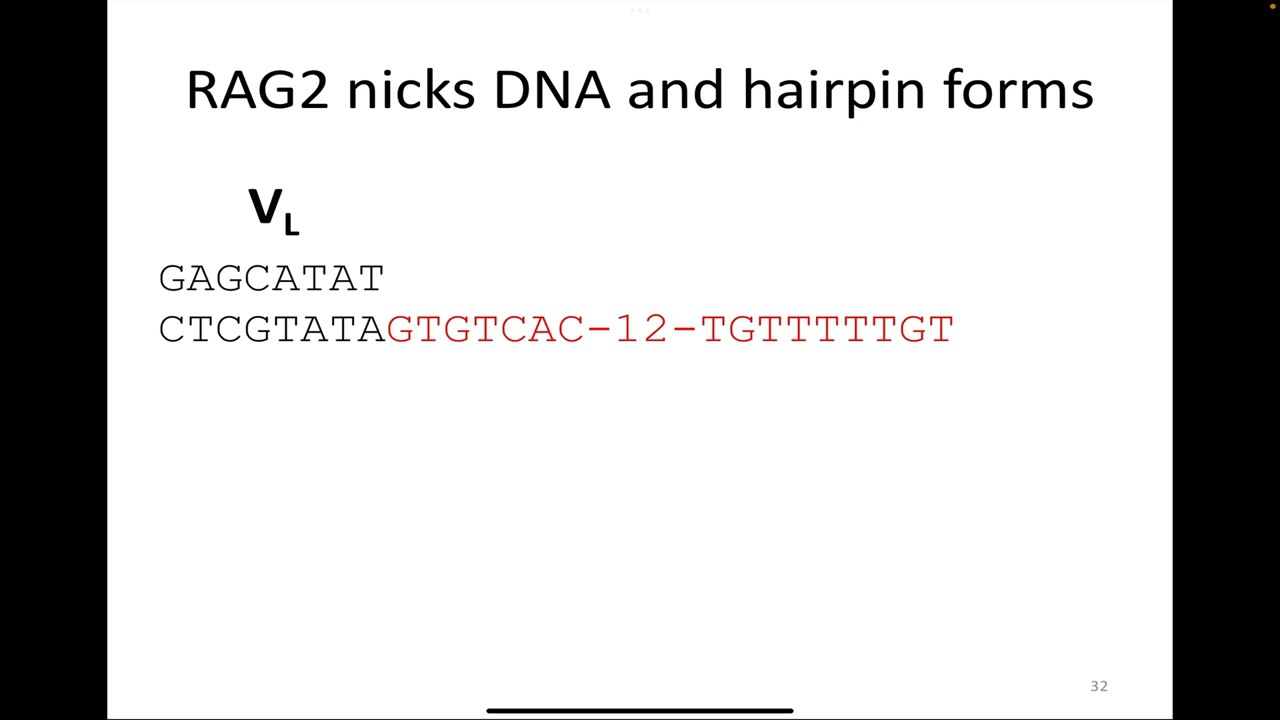 RAG2 nicks DNA and hairpin forms
VL
GAGCATAT
CTCGTATAGTGTCAC-12-TGTTTTTGT
32